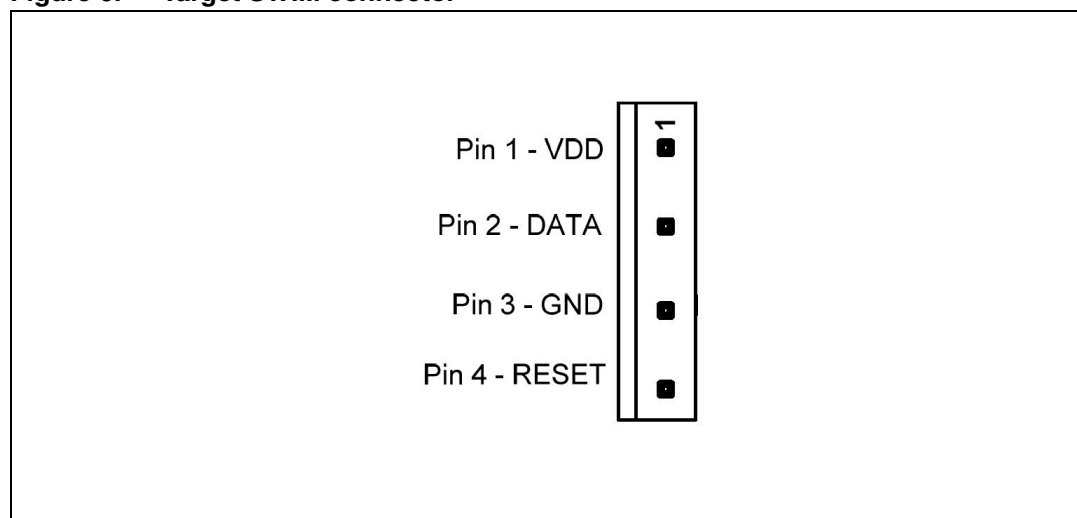 1
Pin 1 - VDD
Pin 2 - DATA
Pin 3 - GND
Pin 4 - RESET